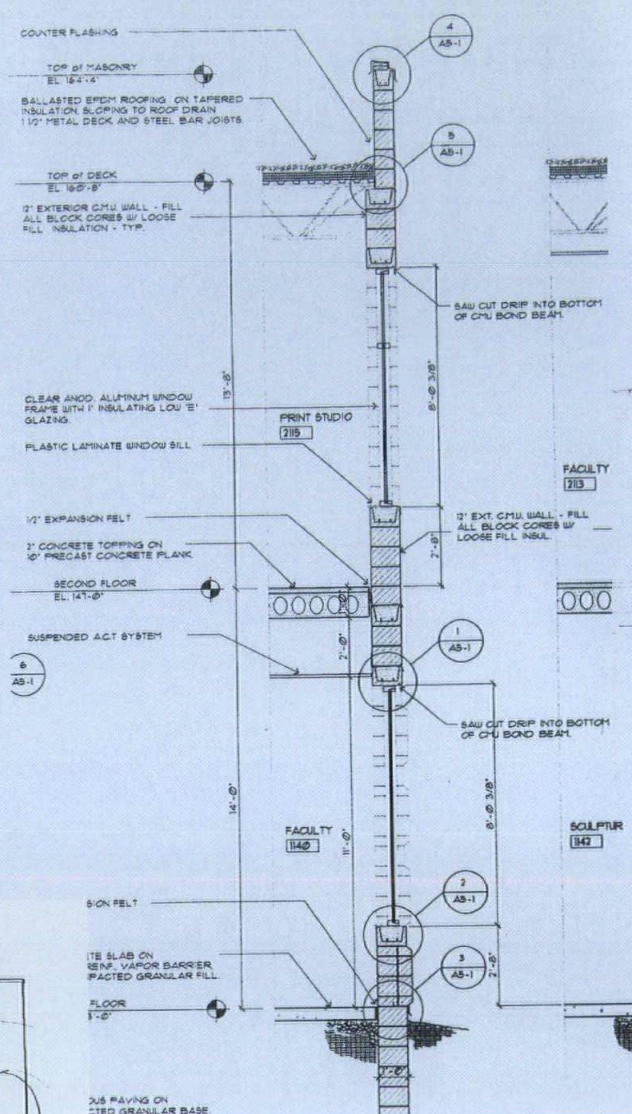 COUNTER FLASHING
4
A5-1
TOP of MASONRY
EL. 164'-4"
BALLASTED EPDM ROOFING ON TAPERED
INSULATION, SLOPING TO ROOF DRAIN
1 1/2" METAL DECK AND STEEL BAR JOISTS.
5
A5-1
TOP of DECK
EL. 160'-8"
12" EXTERIOR C.M.U. WALL - FILL
ALL BLOCK CORES W/ LOOSE
FILL INSULATION - TYP.
SAW CUT DRIP INTO BOTTOM
OF CMU BOND BEAM.
13'-8"
8'-0 3/8"
CLEAR ANOD. ALUMINUM WINDOW
FRAME WITH 1" INSULATING LOW 'E'
GLAZING.
PRINT STUDIO
2115
PLASTIC LAMINATE WINDOW SILL
FACULTY
2113
1/2" EXPANSION FELT
12" EXT. C.M.U. WALL - FILL
ALL BLOCK CORES W/
LOOSE FILL INSUL.
2" CONCRETE TOPPING ON
10" PRECAST CONCRETE PLANK
2'-8"
SECOND FLOOR
EL. 147'-0"
1'-0"
SUSPENDED A.C.T SYSTEM
2'-0"
1
A5-1
6
A5-1
SAW CUT DRIP INTO BOTTOM
OF CMU BOND BEAM.
14'-0"
11'-0"
8'-0 3/8"
FACULTY
1140
SCULPTUR
1142
2
A5-1
SION FELT
TE SLAB ON
REINF. VAPOR BARRIER
PACTED GRANULAR FILL.
3
A5-1
2'-8"
FLOOR
3'-0"
2'-0"
OUS PAVING ON
CTED GRANULAR BASE.